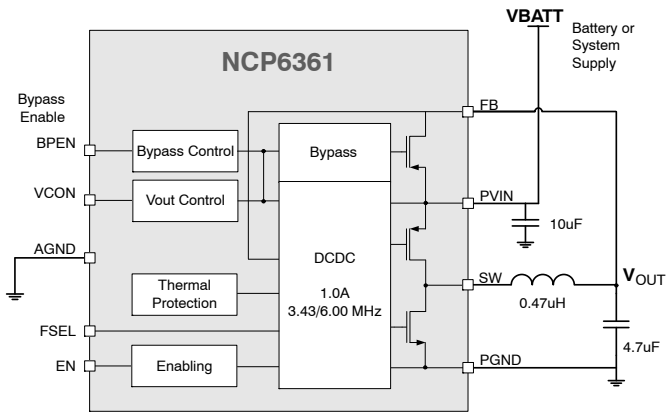 VBATT
Battery or
System
Supply
NCP6361
Bypass
Enable
BPEN
Bypass Control
Bypass
FB
VCON
Vout Control
PVIN
10uF
AGND
DCDC
1.0A
3.43/6.00 MHz
Thermal
Protection
SW
0.47uH
VOUT
FSEL
4.7uF
EN
Enabling
PGND